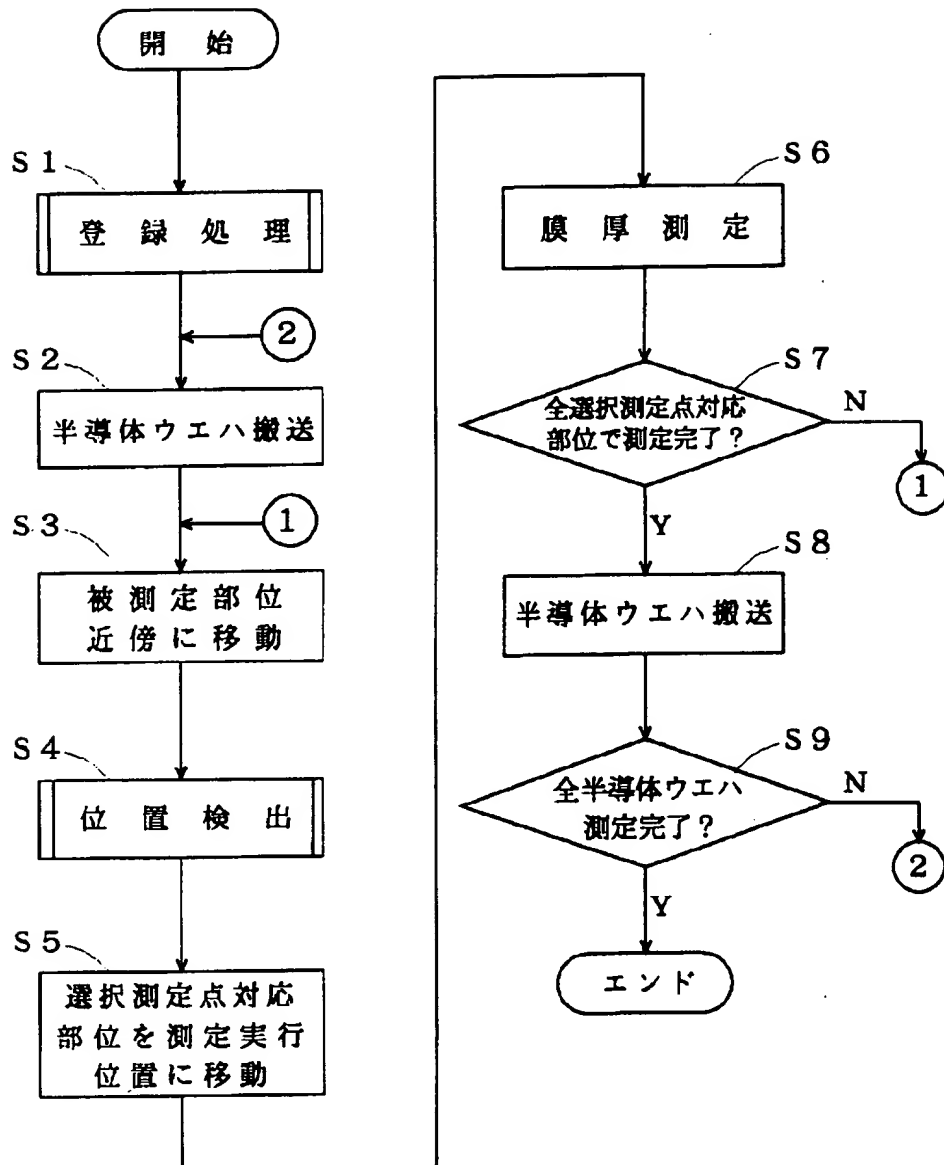 開始
S1
登録処理
②
S2
半導体ウエハ搬送
①
S3
被測定部位
近傍に移動
S4
位置検出
S5
選択測定点対応
部位を測定実行
位置に移動
S6
膜厚測定
S7
全選択測定点対応
部位で測定完了?
N
①
Y
S8
半導体ウエハ搬送
S9
全半導体ウエハ
測定完了?
N
②
Y
エンド